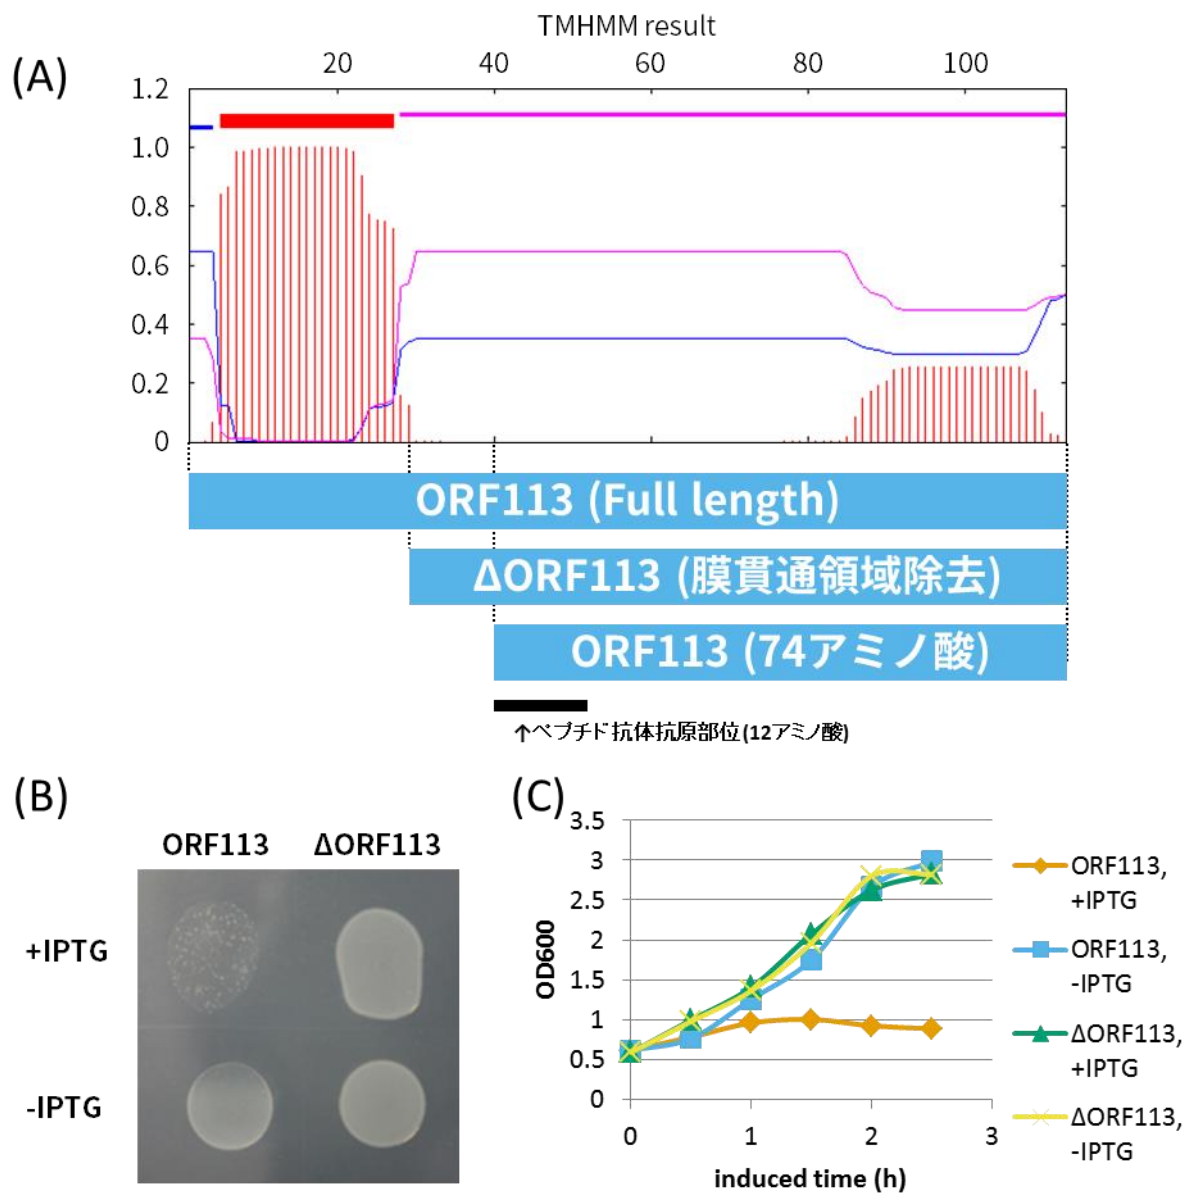 TMHMM result
(A)
20 40 60 80 100
1.2
1.0
0.8
0.6
0.4
0.2
0
ORF113 (Full length)
ΔORF113 (膜貫通領域除去)
ORF113 (74アミノ酸)
↑ペプチド抗体抗原部位(12アミノ酸)
(B)
ORF113 ΔORF113
+IPTG
-IPTG
(C)
3.5
3
2.5
2
1.5
1
0.5
0
OD600
0 1 2 3
induced time (h)
ORF113,
+IPTG
ORF113,
-IPTG
ΔORF113,
+IPTG
ΔORF113,
-IPTG